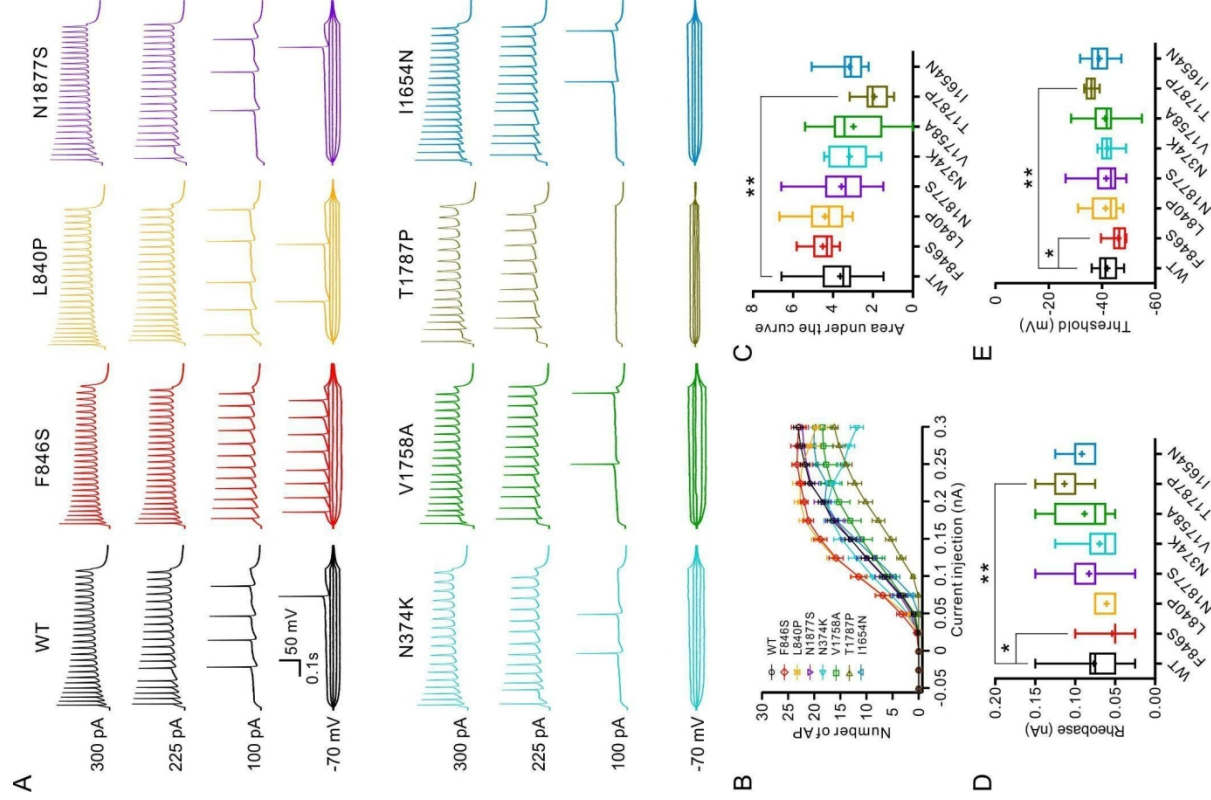 A
WT
F846S
L840P
N1877S
300 pA
225 pA
100 pA
50 mV
0.1s
-70 mV
N374K
V1758A
T1787P
I1654N
300 pA
225 pA
100 pA
-70 mV
B
Number of AP
30
25
20
15
10
5
0
WT
F846S
L840P
N1877S
N374K
V1758A
T1787P
I1654N
-0.05
0
0.05
0.1
0.15
0.2
0.25
0.3
Current injection (nA)
C
**
Area under the curve
8
6
4
2
0
WT
F846S
L840P
N1877S
N374K
V1758A
T1787P
I1654N
D
*
**
Rheobase (nA)
0.20
0.15
0.10
0.05
0.00
WT
F846S
L840P
N1877S
N374K
V1758A
T1787P
I1654N
E
*
**
Threshold (mV)
0
-20
-40
-60
WT
F846S
L840P
N1877S
N374K
V1758A
T1787P
I1654N